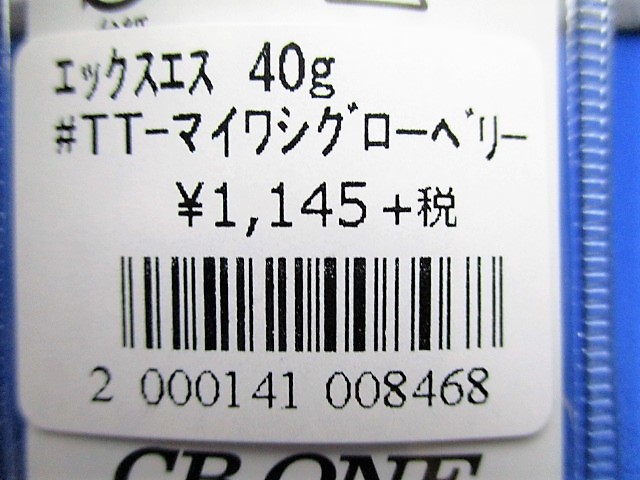 エックスエス 40g
#TT-マイワシグローベリー
¥1,145+税
2 000141 008468
CB ONE